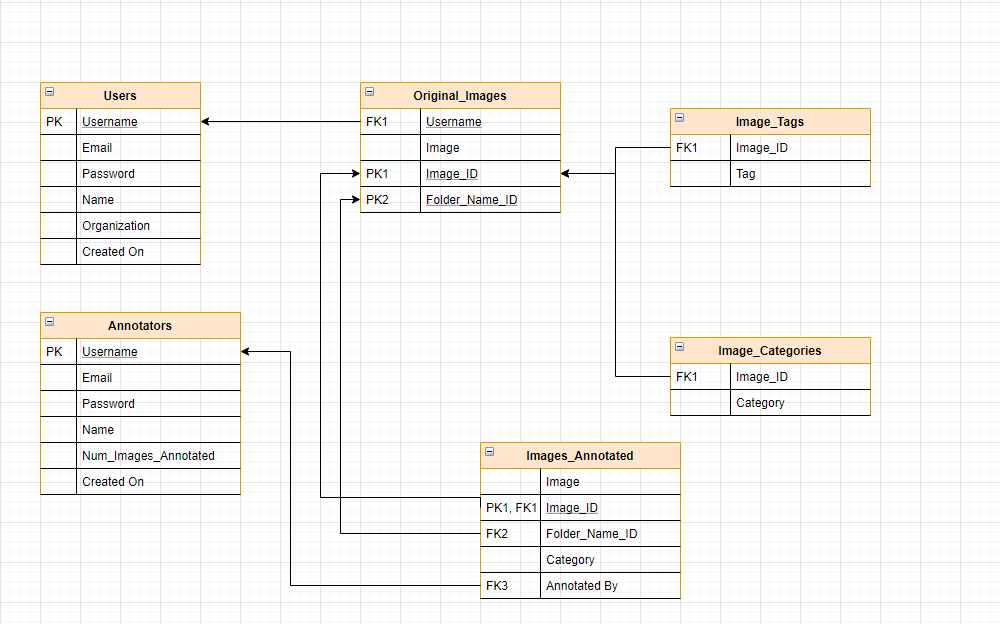 Users
PK Username
Email
Password
Name
Organization
Created On
Original_Images
FK1 Username
Image
PK1 Image_ID
PK2 Folder_Name_ID
Image_Tags
FK1 Image_ID
Tag
Annotators
PK Username
Email
Password
Name
Num_Images_Annotated
Created On
Image_Categories
FK1 Image_ID
Category
Images_Annotated
Image
PK1, FK1 Image_ID
FK2 Folder_Name_ID
Category
FK3 Annotated By